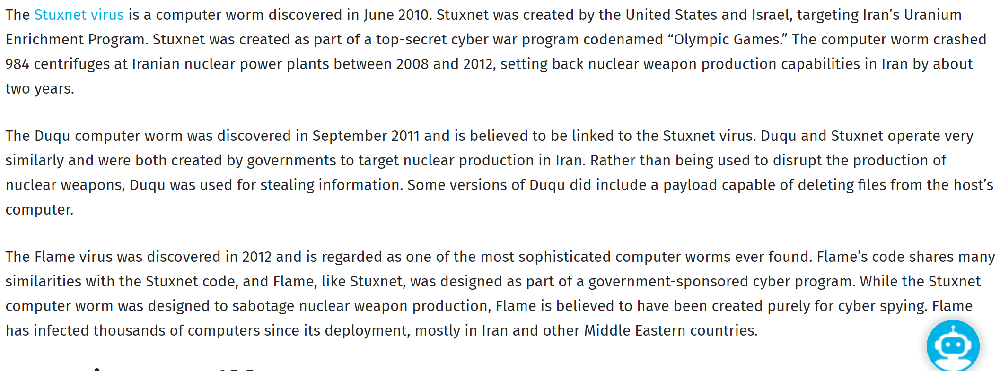 The Stuxnet virus is a computer worm discovered in June 2010. Stuxnet was created by the United States and Israel, targeting Iran’s Uranium
Enrichment Program. Stuxnet was created as part of a top-secret cyber war program codenamed “Olympic Games.” The computer worm crashed
984 centrifuges at Iranian nuclear power plants between 2008 and 2012, setting back nuclear weapon production capabilities in Iran by about
two years.
The Duqu computer worm was discovered in September 2011 and is believed to be linked to the Stuxnet virus. Duqu and Stuxnet operate very
similarly and were both created by governments to target nuclear production in Iran. Rather than being used to disrupt the production of
nuclear weapons, Duqu was used for stealing information. Some versions of Duqu did include a payload capable of deleting files from the host’s
computer.
The Flame virus was discovered in 2012 and is regarded as one of the most sophisticated computer worms ever found. Flame’s code shares many
similarities with the Stuxnet code, and Flame, like Stuxnet, was designed as part of a government-sponsored cyber program. While the Stuxnet
computer worm was designed to sabotage nuclear weapon production, Flame is believed to have been created purely for cyber spying. Flame
has infected thousands of computers since its deployment, mostly in Iran and other Middle Eastern countries.